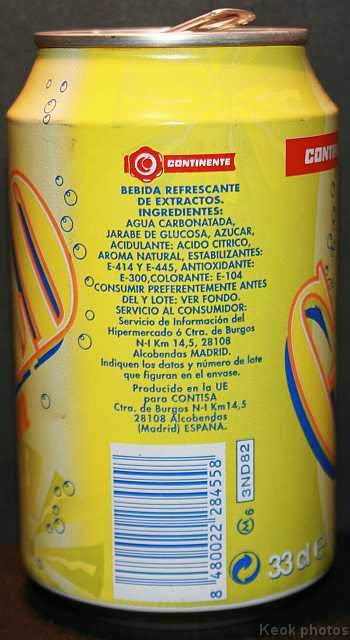 CONTINENTE
BEBIDA REFRESCANTE
DE EXTRACTOS.
INGREDIENTES:
AGUA CARBONATADA,
JARABE DE GLUCOSA, AZUCAR,
ACIDULANTE: ACIDO CITRICO,
AROMA NATURAL, ESTABILIZANTES:
E-414 Y E-445, ANTIOXIDANTE:
E-300,COLORANTE: E-104
CONSUMIR PREFERENTEMENTE ANTES
DEL Y LOTE: VER FONDO.
SERVICIO AL CONSUMIDOR:
Servicio de Información del
Hipermercado ó Ctra. de Burgos
N-I Km 14,5, 28108
Alcobendas MADRID.
Indiquen los datos y número de lote
que figuran en el envase.
Producido en la UE
para CONTISA
Ctra. de Burgos N-I Km14,5
28108 Alcobendas
(Madrid) ESPAÑA.
8 480022 284558
3ND82
M 6
33 cl e
CONT
Keok photos